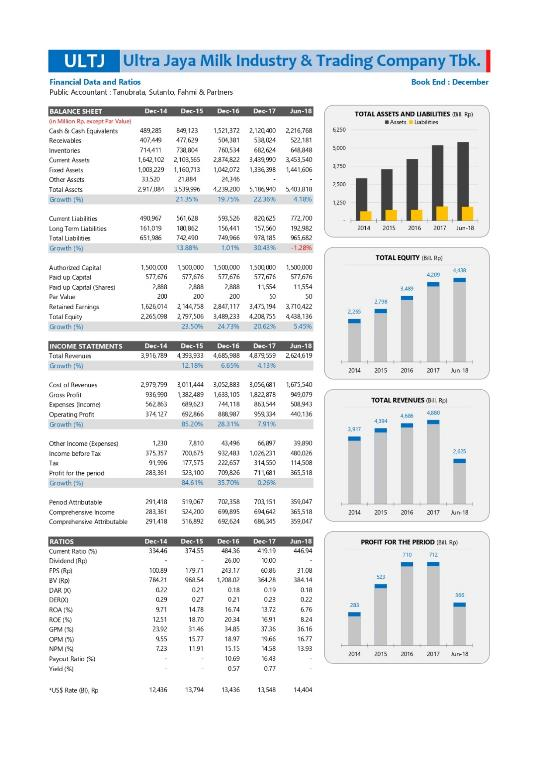 ULTJ Ultra Jaya Milk Industry & Trading Company Tbk.
Financial Data and Ratios Book End : December
Public Accountant : Tanubrata, Sutanto, Fahmi & Partners
BALANCE SHEET Dec-14 Dec-15 Dec-16 Dec-17 Jun-18
(in Million Rp, except Par Value)
Cash & Cash Equivalents 489,285 849,123 1,521,372 2,120,400 2,216,768
Receivables 407,449 477,629 504,381 538,024 522,181
Inventories 714,411 738,804 760,534 682,624 648,848
Current Assets 1,642,102 2,103,565 2,874,822 3,439,990 3,453,540
Fixed Assets 1,003,229 1,160,713 1,042,072 1,336,398 1,441,606
Other Assets 33,520 21,884 24,346 - -
Total Assets 2,917,084 3,539,996 4,239,200 5,186,940 5,403,818
Growth (%) 21.35% 19.75% 22.36% 4.18%
Current Liabilities 490,967 561,628 593,526 820,625 772,700
Long Term Liabilities 161,019 180,862 156,441 157,560 192,982
Total Liabilities 651,986 742,490 749,966 978,185 965,682
Growth (%) 13.88% 1.01% 30.43% -1.28%
Authorized Capital 1,500,000 1,500,000 1,500,000 1,500,000 1,500,000
Paid up Capital 577,676 577,676 577,676 577,676 577,676
Paid up Capital (Shares) 2,888 2,888 2,888 11,554 11,554
Par Value 200 200 200 50 50
Retained Earnings 1,626,014 2,144,758 2,847,117 3,475,194 3,710,422
Total Equity 2,265,098 2,797,506 3,489,233 4,208,755 4,438,136
Growth (%) 23.50% 24.73% 20.62% 5.45%
INCOME STATEMENTS Dec-14 Dec-15 Dec-16 Dec-17 Jun-18
Total Revenues 3,916,789 4,393,933 4,685,988 4,879,559 2,624,619
Growth (%) 12.18% 6.65% 4.13%
Cost of Revenues 2,979,799 3,011,444 3,052,883 3,056,681 1,675,540
Gross Profit 936,990 1,382,489 1,633,105 1,822,878 949,079
Expenses (Income) 562,863 689,623 744,118 863,544 508,943
Operating Profit 374,127 692,866 888,987 959,334 440,136
Growth (%) 85.20% 28.31% 7.91%
Other Income (Expenses) 1,230 7,810 43,496 66,897 39,890
Income before Tax 375,357 700,675 932,483 1,026,231 480,026
Tax 91,996 177,575 222,657 314,550 114,508
Profit for the period 283,361 523,100 709,826 711,681 365,518
Growth (%) 84.61% 35.70% 0.26%
Period Attributable 291,418 519,067 702,358 703,151 359,047
Comprehensive Income 283,361 524,200 699,895 694,642 365,518
Comprehensive Attributable 291,418 516,892 692,624 686,345 359,047
RATIOS Dec-14 Dec-15 Dec-16 Dec-17 Jun-18
Current Ratio (%) 334.46 374.55 484.36 419.19 446.94
Dividend (Rp) - - 26.00 10.00 -
EPS (Rp) 100.89 179.71 243.17 60.86 31.08
BV (Rp) 784.21 968.54 1,208.02 364.28 384.14
DAR (X) 0.22 0.21 0.18 0.19 0.18
DER(X) 0.29 0.27 0.21 0.23 0.22
ROA (%) 9.71 14.78 16.74 13.72 6.76
ROE (%) 12.51 18.70 20.34 16.91 8.24
GPM (%) 23.92 31.46 34.85 37.36 36.16
OPM (%) 9.55 15.77 18.97 19.66 16.77
NPM (%) 7.23 11.91 15.15 14.58 13.93
Payout Ratio (%) - - 10.69 16.43 -
Yield (%) - - 0.57 0.77 -
*US$ Rate (BI), Rp 12,436 13,794 13,436 13,548 14,404
TOTAL ASSETS AND LIABILITIES (Bill. Rp)
Assets Liabilities
6,250
5,000
3,750
2,500
1,250
-
2014 2015 2016 2017 Jun-18
TOTAL EQUITY (Bill. Rp)
2,265 2,798 3,489 4,209 4,438
2014 2015 2016 2017 Jun-18
TOTAL REVENUES (Bill. Rp)
3,917 4,394 4,686 4,880 2,625
2014 2015 2016 2017 Jun-18
PROFIT FOR THE PERIOD (Bill. Rp)
283 523 710 712 366
2014 2015 2016 2017 Jun-18